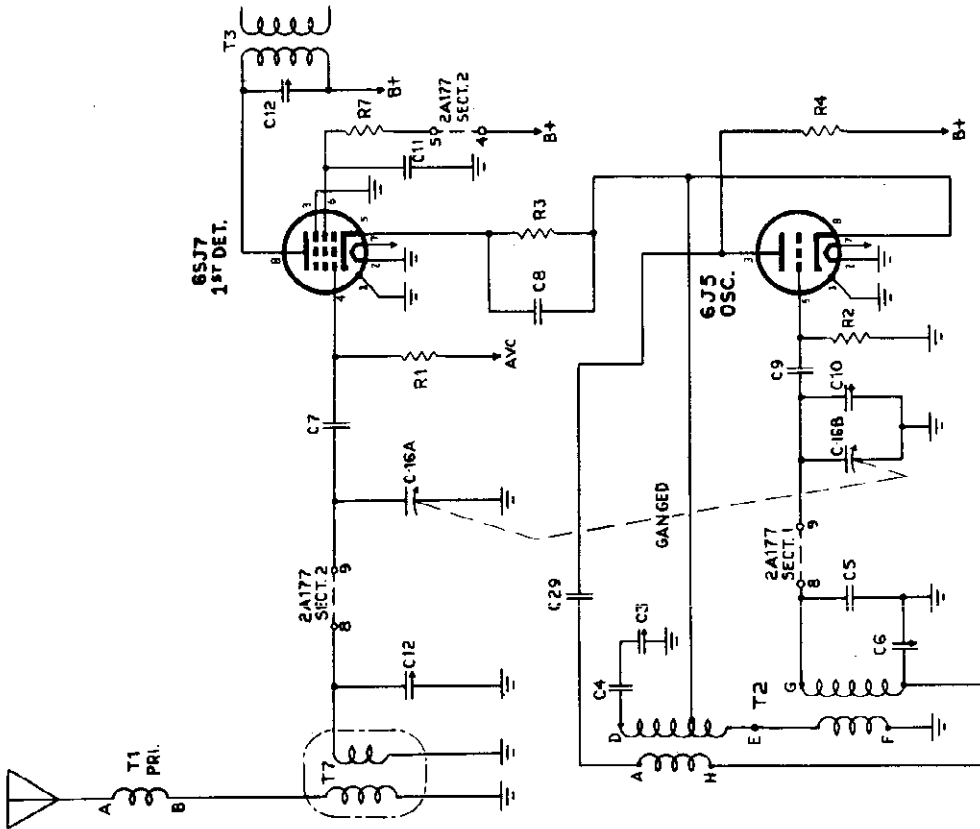 T3
C12
B+
R7
5
2A177
SECT. 2
4
B+
C11
6SJ7
1ST DET.
8
3
6
5
7
2
1
4
R3
C8
R1
AVC
C7
C-16A
2A177
SECT. 2
8
9
C12
T1
PRI.
A
B
T7
R4
B+
6J5
OSC.
3
8
7
2
1
5
R2
C9
C10
C-16B
GANGED
2A177
SECT. 1
8
9
C5
C6
C29
C4
C3
D
G
T2
E
F
A
H